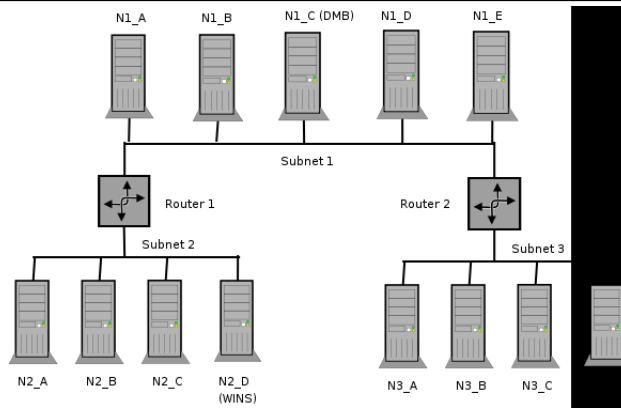 N1_A
N1_B
N1_C (DMB)
N1_D
N1_E
Subnet 1
Router 1
Router 2
Subnet 2
Subnet 3
N2_A
N2_B
N2_C
N2_D
(WINS)
N3_A
N3_B
N3_C